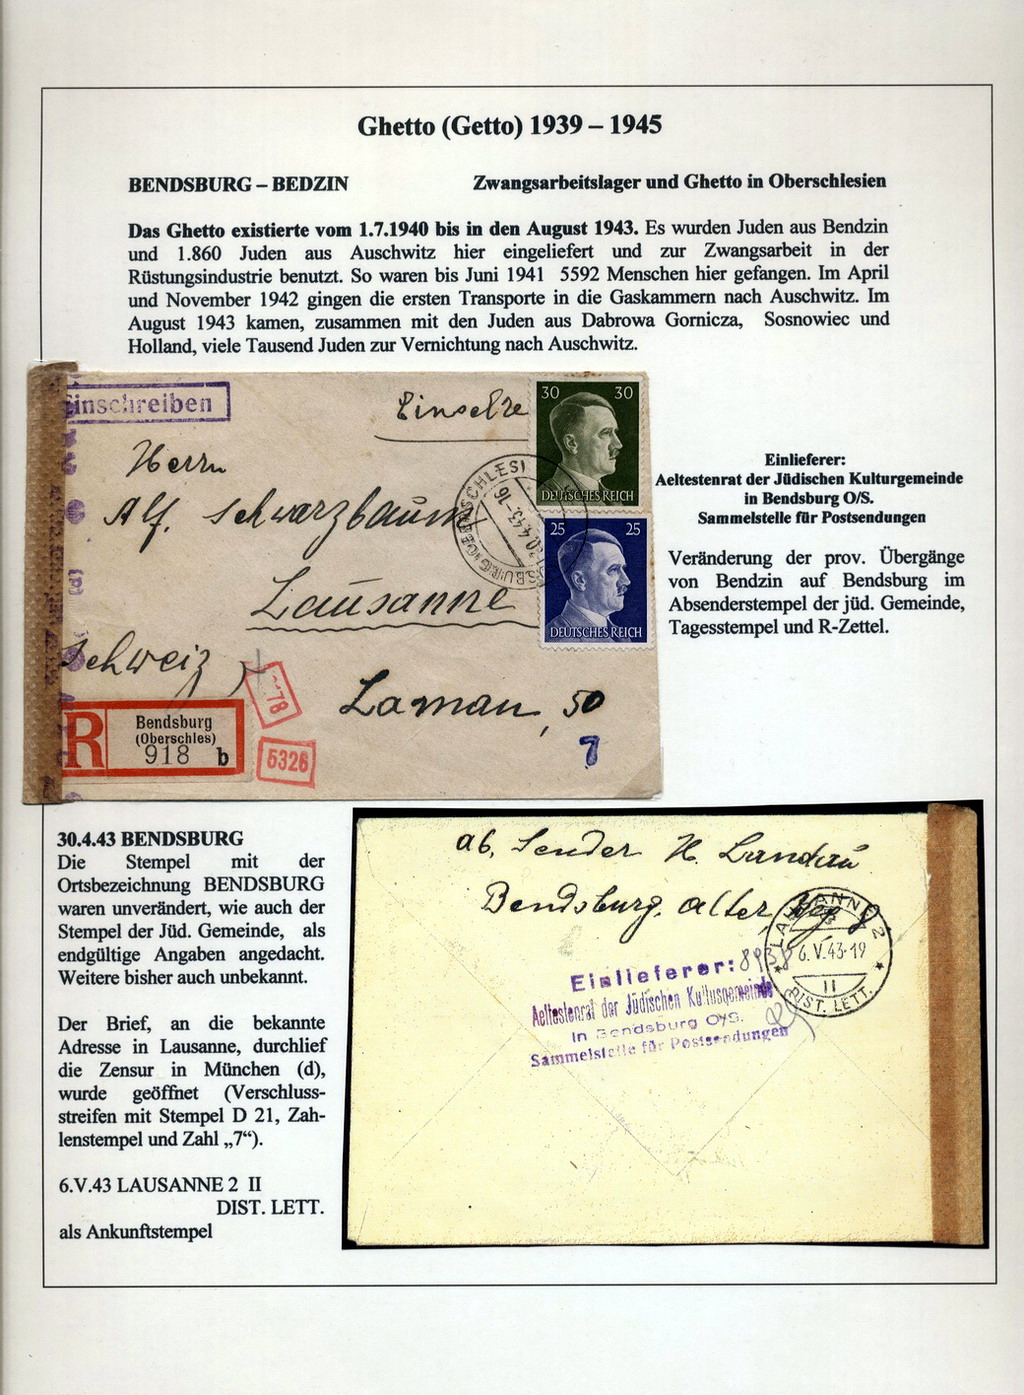 Ghetto (Getto) 1939 – 1945
BENDSBURG – BEDZIN
Zwangsarbeitslager und Ghetto in Oberschlesien
Das Ghetto existierte vom 1.7.1940 bis in den August 1943. Es wurden Juden aus Bendzin
und 1.860 Juden aus Auschwitz hier eingeliefert und zur Zwangsarbeit in der
Rüstungsindustrie benutzt. So waren bis Juni 1941 5592 Menschen hier gefangen. Im April
und November 1942 gingen die ersten Transporte in die Gaskammern nach Auschwitz. Im
August 1943 kamen, zusammen mit den Juden aus Dabrowa Gornicza, Sosnowiec und
Holland, viele Tausend Juden zur Vernichtung nach Auschwitz.
Einschreiben
30 30
DEUTSCHES REICH
25 25
DEUTSCHES REICH
Herrn
Alf. Schwarzbaum
Lausanne
Schweiz
Laman, 50
7
R
Bendsburg
(Oberschles)
918 b
5326
Einlieferer:
Aeltestenrat der Jüdischen Kulturgemeinde
in Bendsburg O/S.
Sammelstelle für Postsendungen
Veränderung der prov. Übergänge
von Bendzin auf Bendsburg im
Absenderstempel der jüd. Gemeinde,
Tagesstempel und R-Zettel.
30.4.43 BENDSBURG
Die Stempel mit der
Ortsbezeichnung BENDSBURG
waren unverändert, wie auch der
Stempel der Jüd. Gemeinde, als
endgültige Angaben angedacht.
Weitere bisher auch unbekannt.
Der Brief, an die bekannte
Adresse in Lausanne, durchlief
die Zensur in München (d),
wurde geöffnet (Verschluss-
streifen mit Stempel D 21, Zah-
lenstempel und Zahl „7“).
6.V.43 LAUSANNE 2 II
DIST. LETT.
als Ankunftstempel
ab. Sender H. Landau
Bendsburg, alter
LAUSANNE 2
6.V.43-19
II
DIST. LETT.
Einlieferer: 8938
Aeltestenrat der Jüdischen Kultusgemeinde
in Bendsburg O/S.
Sammelstelle für Postsendungen